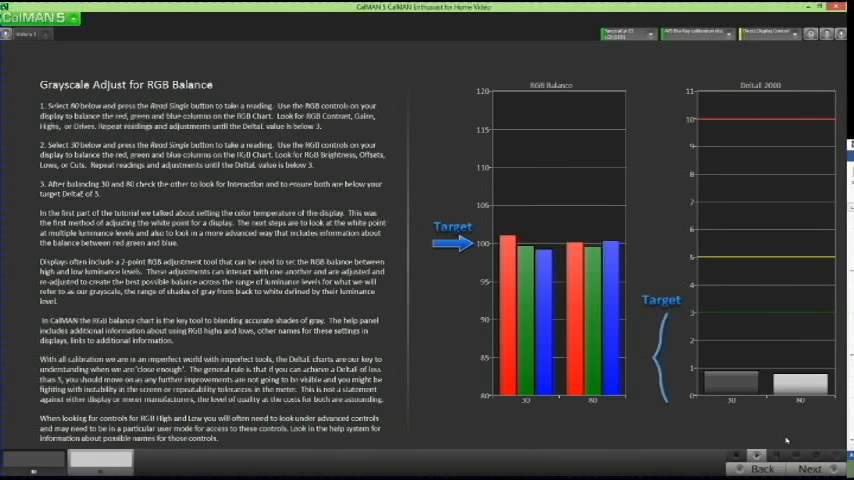 CalMAN 5 CalMAN Enthusiast for Home Video
CalMAN 5
History 1
Direct Display Control
Grayscale Adjust for RGB Balance
1. Select 80 below and press the Read Single button to take a reading. Use the RGB controls on your
display to balance the red, green and blue columns on the RGB Chart. Look for RGB Contrast, Gains,
Highs, or Drives. Repeat readings and adjustments until the DeltaE value is below 3.
2. Select 30 below and press the Read Single button to take a reading. Use the RGB controls on your
display to balance the red, green and blue columns on the RGB Chart. Look for RGB Brightness, Offsets,
Lows, or Cuts. Repeat readings and adjustments until the DeltaE value is below 3.
3. After balancing 30 and 80 check the other to look for interaction and to ensure both are below your
target DeltaE of 3.
In the first part of the tutorial we talked about setting the color temperature of the display. This was
the first method of adjusting the white point for a display. The next steps are to look at the white point
at multiple luminance levels and also to look in a more advanced way that includes information about
the balance between red green and blue.
Displays often include a 2-point RGB adjustment tool that can be used to set the RGB balance between
high and low luminance levels. These adjustments can interact with one another and are adjusted and
re-adjusted to create the best possible balance across the range of luminance levels for what we will
refer to as our grayscale, the range of shades of gray from black to white defined by their luminance
level.
In CalMAN the RGB balance chart is the key tool to blending accurate shades of gray. The help panel
includes additional information about using RGB highs and lows, other names for these settings in
displays, links to additional information.
With all calibration we are in an imperfect world with imperfect tools, the DeltaE charts are our key to
understanding when we are 'close enough'. The general rule is that if you can achieve a DeltaE of less
than 3, you should move on as any further improvements are not going to be visible and you might be
fighting with instability in the screen or repeatability tolerances in the meter. This is not a statement
against either display or meter manufacturers, the level of quality at the costs for both are astounding.
When looking for controls for RGB High and Low you will often need to look under advanced controls
and may need to be in a particular user mode for access to these controls. Look in the help system for
information about possible names for those controls.
RGB Balance
120
115
110
105
100
95
90
85
80
30
80
Target
DeltaE 2000
11
10
9
8
7
6
5
4
3
2
1
0
30
80
Target
Back
Next